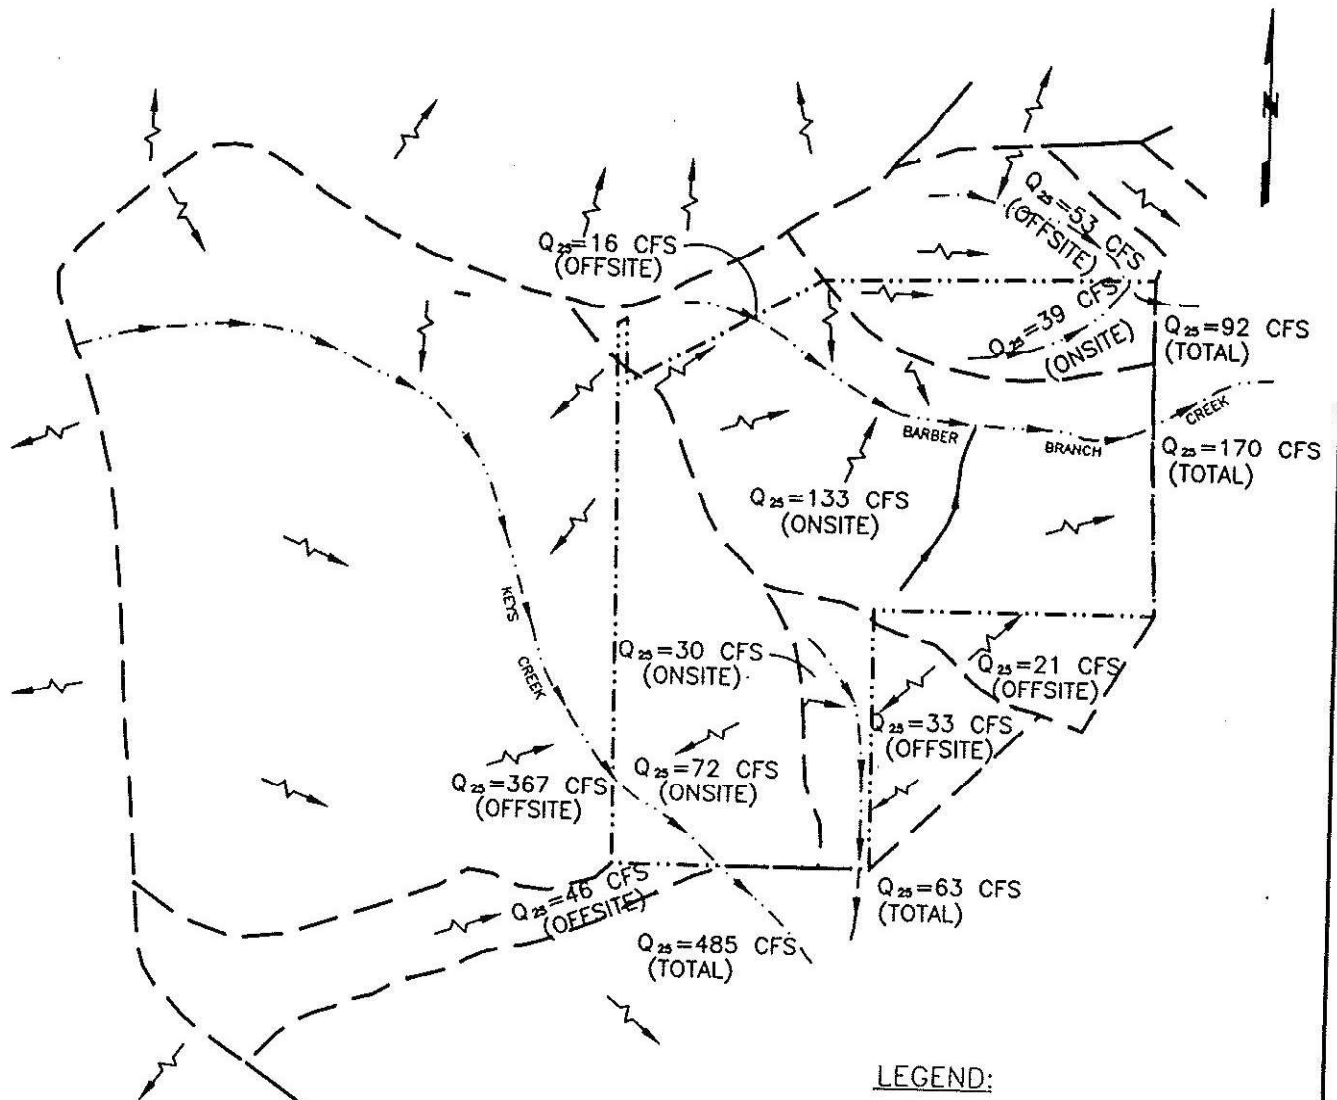 N
Q25=53 CFS
(OFFSITE)
Q25=16 CFS
(OFFSITE)
Q25=39 CFS
(ONSITE)
Q25=92 CFS
(TOTAL)
BARBER
BRANCH
CREEK
Q25=170 CFS
(TOTAL)
Q25=133 CFS
(ONSITE)
KEYS
CREEK
Q25=30 CFS
(ONSITE)
Q25=21 CFS
(OFFSITE)
Q25=33 CFS
(OFFSITE)
Q25=72 CFS
(ONSITE)
Q25=367 CFS
(OFFSITE)
Q25=46 CFS
(OFFSITE)
Q25=63 CFS
(TOTAL)
Q25=485 CFS
(TOTAL)
LEGEND: